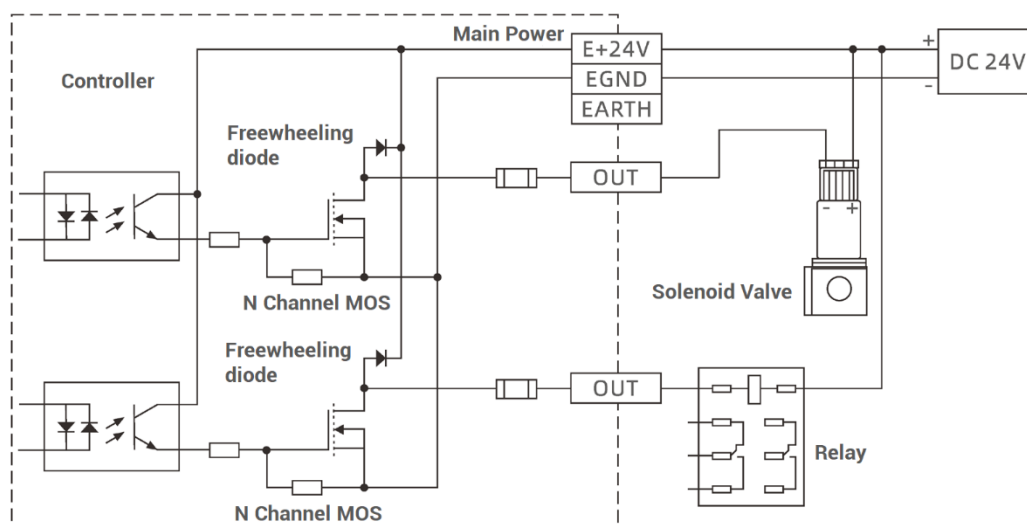 Main Power
E+24V
+
DC 24V
Controller
EGND
-
EARTH
Freewheeling
diode
OUT
- +
N Channel MOS
Solenoid Valve
Freewheeling
diode
OUT
Relay
N Channel MOS